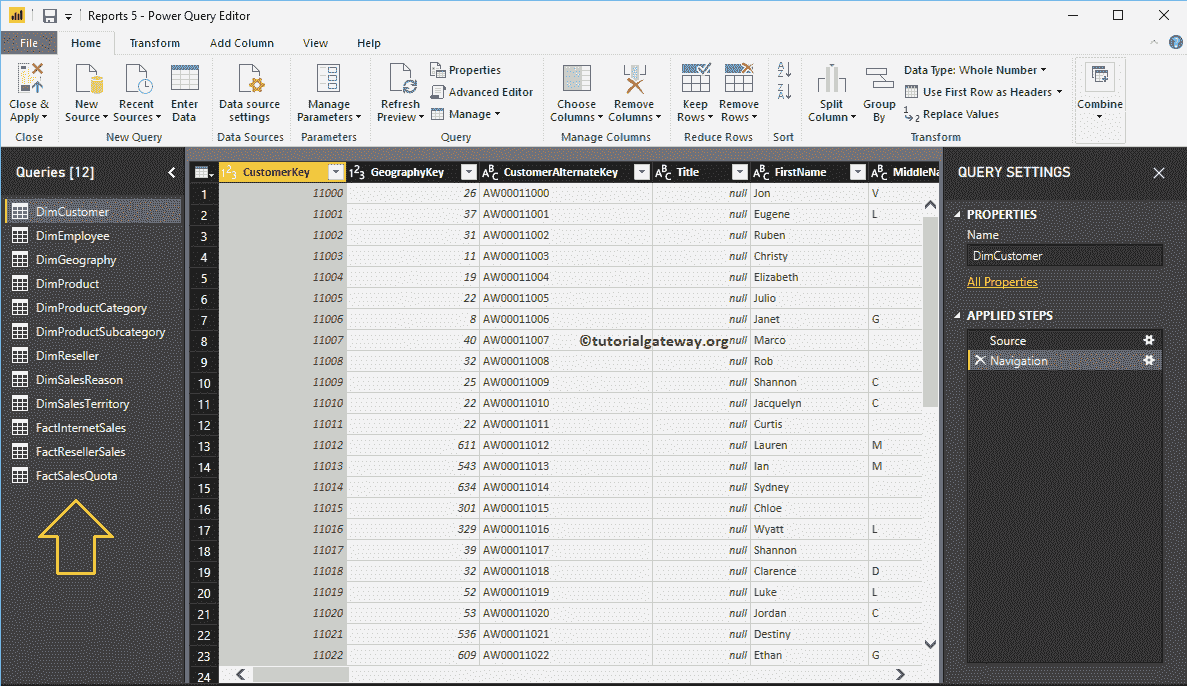 Reports 5 - Power Query Editor
File Home Transform Add Column View Help
Close & Apply
New Source
Recent Sources
Enter Data
Data source settings
Manage Parameters
Refresh Preview
Properties
Advanced Editor
Manage
Choose Columns
Remove Columns
Keep Rows
Remove Rows
A Z
Z A
Split Column
Group By
Data Type: Whole Number
Use First Row as Headers
1 2 Replace Values
Combine
Close New Query Data Sources Parameters Query Manage Columns Reduce Rows Sort Transform
Queries [12]
DimCustomer
DimEmployee
DimGeography
DimProduct
DimProductCategory
DimProductSubcategory
DimReseller
DimSalesReason
DimSalesTerritory
FactInternetSales
FactResellerSales
FactSalesQuota
123 CustomerKey 123 GeographyKey ABC CustomerAlternateKey ABC Title ABC FirstName ABC MiddleNa
1 11000 26 AW00011000 null Jon V
2 11001 37 AW00011001 null Eugene L
3 11002 31 AW00011002 null Ruben
4 11003 11 AW00011003 null Christy
5 11004 19 AW00011004 null Elizabeth
6 11005 22 AW00011005 null Julio
7 11006 8 AW00011006 null Janet G
8 11007 40 AW00011007 null Marco
9 11008 32 AW00011008 null Rob
10 11009 25 AW00011009 null Shannon C
11 11010 22 AW00011010 null Jacquelyn C
12 11011 22 AW00011011 null Curtis
13 11012 611 AW00011012 null Lauren M
14 11013 543 AW00011013 null Ian M
15 11014 634 AW00011014 null Sydney
16 11015 301 AW00011015 null Chloe
17 11016 329 AW00011016 null Wyatt L
18 11017 39 AW00011017 null Shannon
19 11018 32 AW00011018 null Clarence D
20 11019 52 AW00011019 null Luke L
21 11020 53 AW00011020 null Jordan C
22 11021 536 AW00011021 null Destiny
23 11022 609 AW00011022 null Ethan G
24
©tutorialgateway.org
QUERY SETTINGS
PROPERTIES
Name
DimCustomer
All Properties
APPLIED STEPS
Source
Navigation